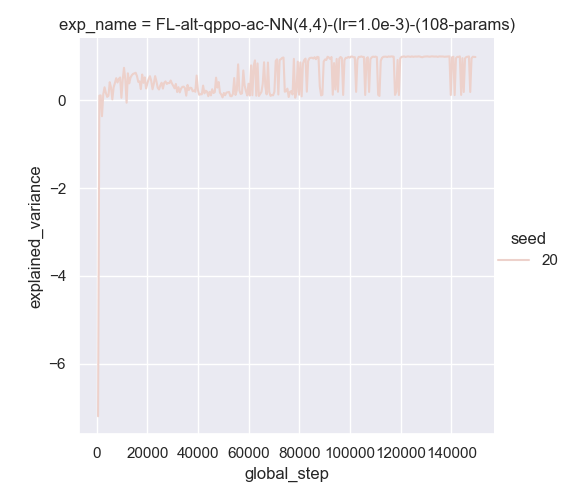 exp_name = FL-alt-qppo-ac-NN(4,4)-(lr=1.0e-3)-(108-params)
0
−2
−4
−6
explained_variance
seed
20
0 20000 40000 60000 80000 100000 120000 140000
global_step